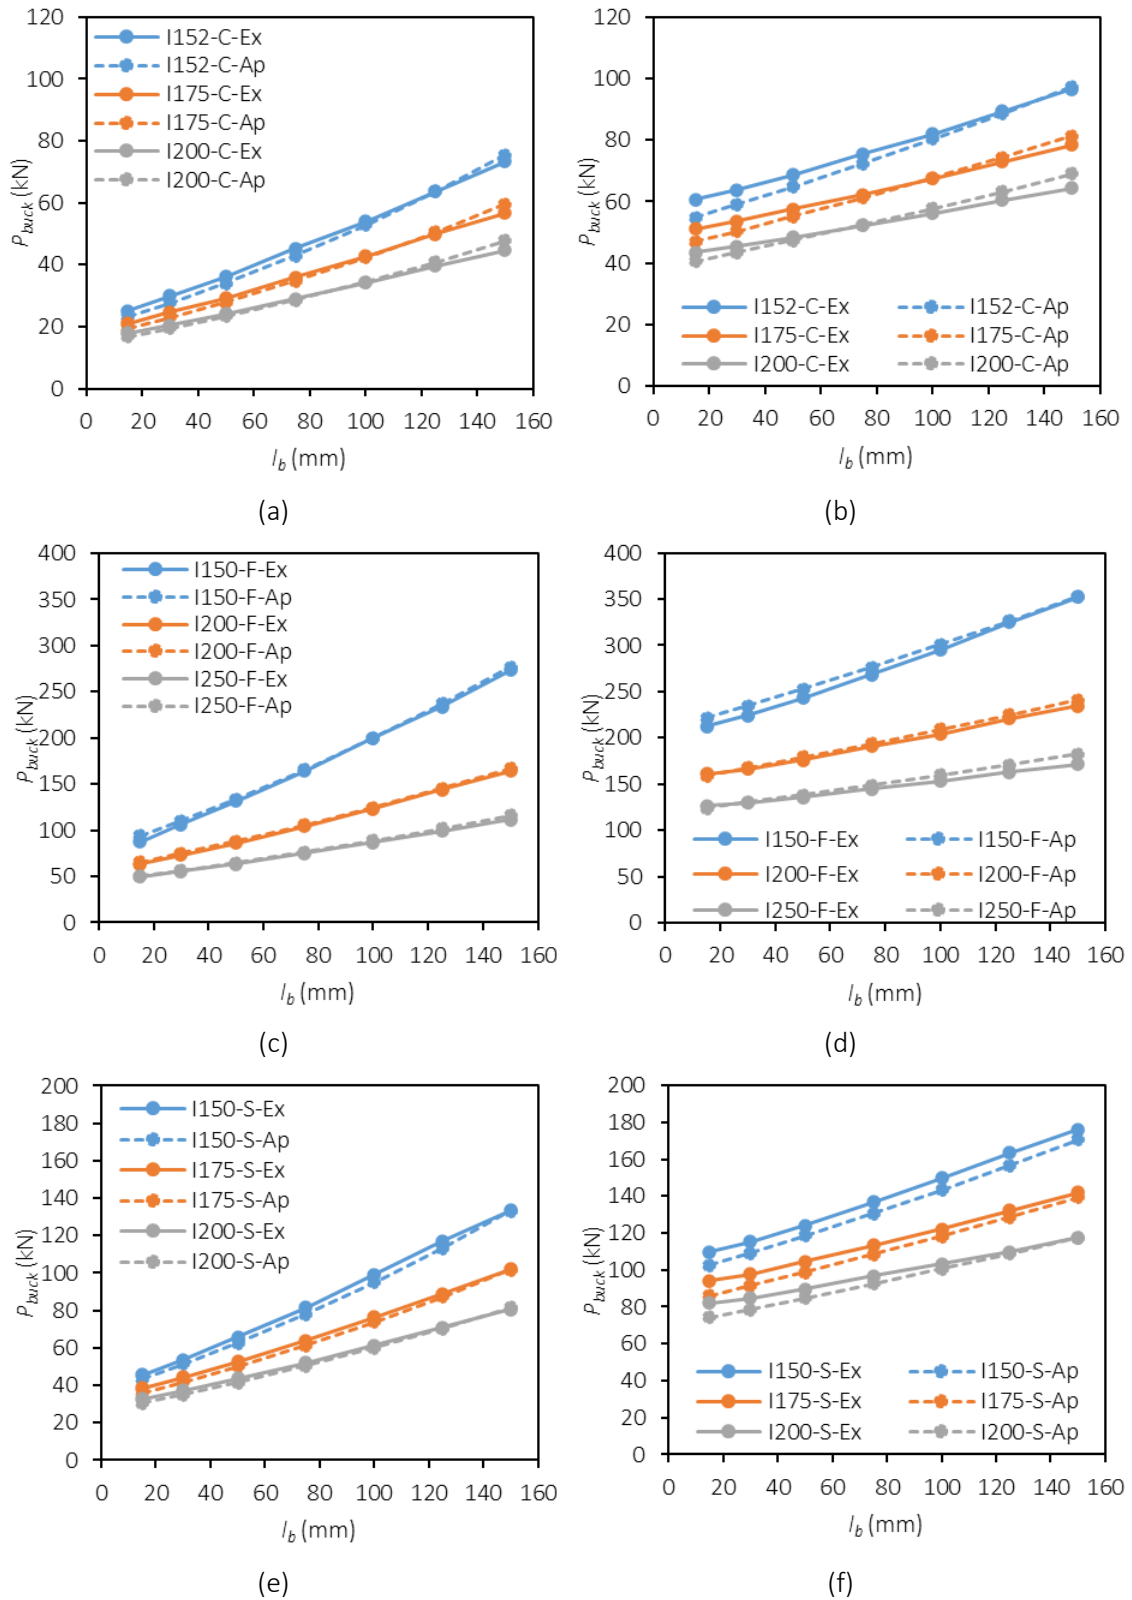 120
100
80
60
40
20
0
P_buck (kN)
I152-C-Ex
I152-C-Ap
I175-C-Ex
I175-C-Ap
I200-C-Ex
I200-C-Ap
0 20 40 60 80 100 120 140 160
l_b (mm)
(a)
120
100
80
60
40
20
0
P_buck (kN)
I152-C-Ex I152-C-Ap
I175-C-Ex I175-C-Ap
I200-C-Ex I200-C-Ap
0 20 40 60 80 100 120 140 160
l_b (mm)
(b)
400
350
300
250
200
150
100
50
0
P_buck (kN)
I150-F-Ex
I150-F-Ap
I200-F-Ex
I200-F-Ap
I250-F-Ex
I250-F-Ap
0 20 40 60 80 100 120 140 160
l_b (mm)
(c)
400
350
300
250
200
150
100
50
0
P_buck (kN)
I150-F-Ex I150-F-Ap
I200-F-Ex I200-F-Ap
I250-F-Ex I250-F-Ap
0 20 40 60 80 100 120 140 160
l_b (mm)
(d)
200
180
160
140
120
100
80
60
40
20
0
P_buck (kN)
I150-S-Ex
I150-S-Ap
I175-S-Ex
I175-S-Ap
I200-S-Ex
I200-S-Ap
0 20 40 60 80 100 120 140 160
l_b (mm)
(e)
200
180
160
140
120
100
80
60
40
20
0
P_buck (kN)
I150-S-Ex I150-S-Ap
I175-S-Ex I175-S-Ap
I200-S-Ex I200-S-Ap
0 20 40 60 80 100 120 140 160
l_b (mm)
(f)